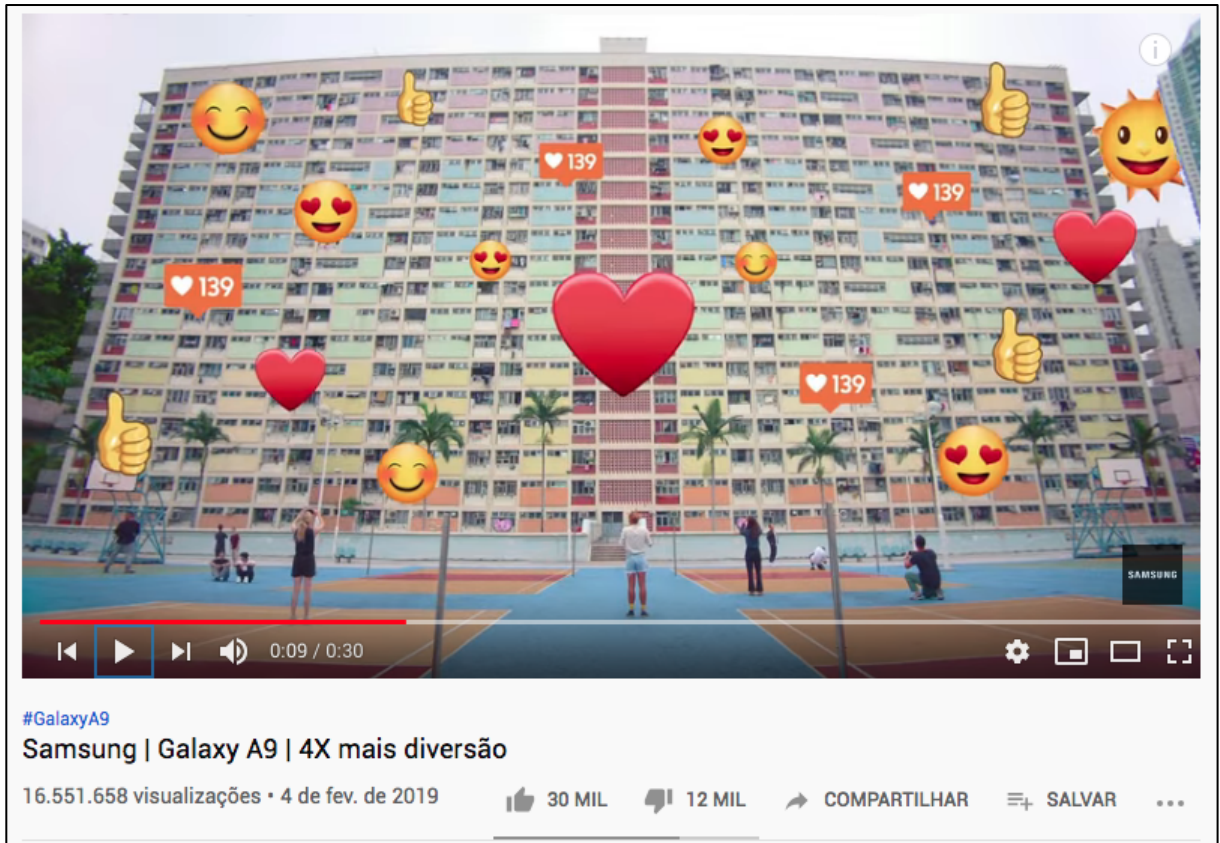 139
139
139
139
SAMSUNG
0:09 / 0:30
#GalaxyA9
Samsung | Galaxy A9 | 4X mais diversão
16.551.658 visualizações • 4 de fev. de 2019 30 MIL 12 MIL COMPARTILHAR SALVAR